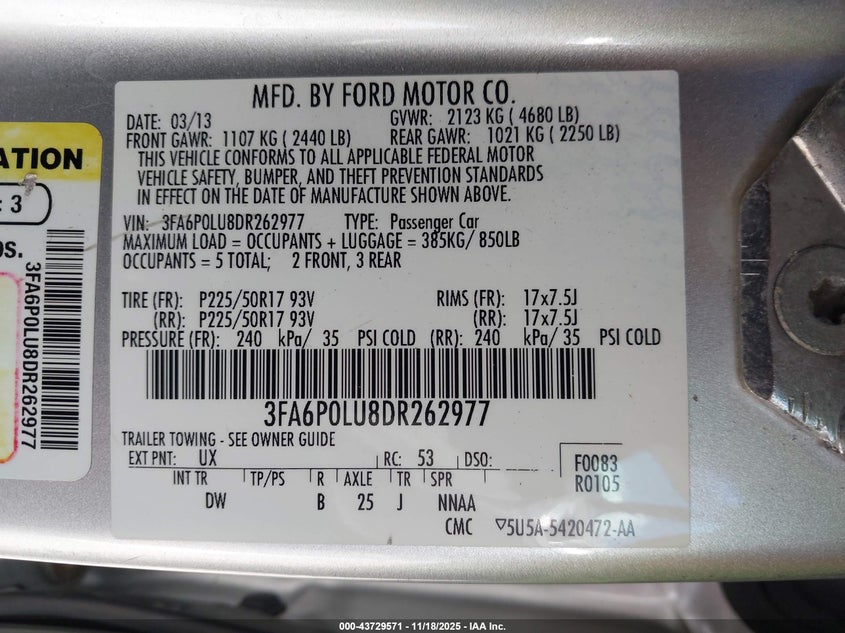 MFD. BY FORD MOTOR CO.
DATE: 03/13 GVWR: 2123 KG ( 4680 LB)
FRONT GAWR: 1107 KG ( 2440 LB) REAR GAWR: 1021 KG ( 2250 LB)
THIS VEHICLE CONFORMS TO ALL APPLICABLE FEDERAL MOTOR
VEHICLE SAFETY, BUMPER, AND THEFT PREVENTION STANDARDS
IN EFFECT ON THE DATE OF MANUFACTURE SHOWN ABOVE.
VIN: 3FA6P0LU8DR262977 TYPE: Passenger Car
MAXIMUM LOAD = OCCUPANTS + LUGGAGE = 385KG/ 850LB
OCCUPANTS = 5 TOTAL; 2 FRONT, 3 REAR
TIRE (FR): P225/50R17 93V RIMS (FR): 17x7.5J
(RR): P225/50R17 93V (RR): 17x7.5J
PRESSURE (FR): 240 kPa/ 35 PSI COLD (RR): 240 kPa/ 35 PSI COLD
3FA6P0LU8DR262977
TRAILER TOWING - SEE OWNER GUIDE
EXT PNT: UX RC: 53 DSO: F0083
INT TR TP/PS R AXLE TR SPR R0105
DW B 25 J NNAA
CMC ▽5U5A-5420472-AA
ATION
: 3
OS.
3FA6P0LU8DR262977
000-43729571 | 11/18/2025 - IAA Inc.